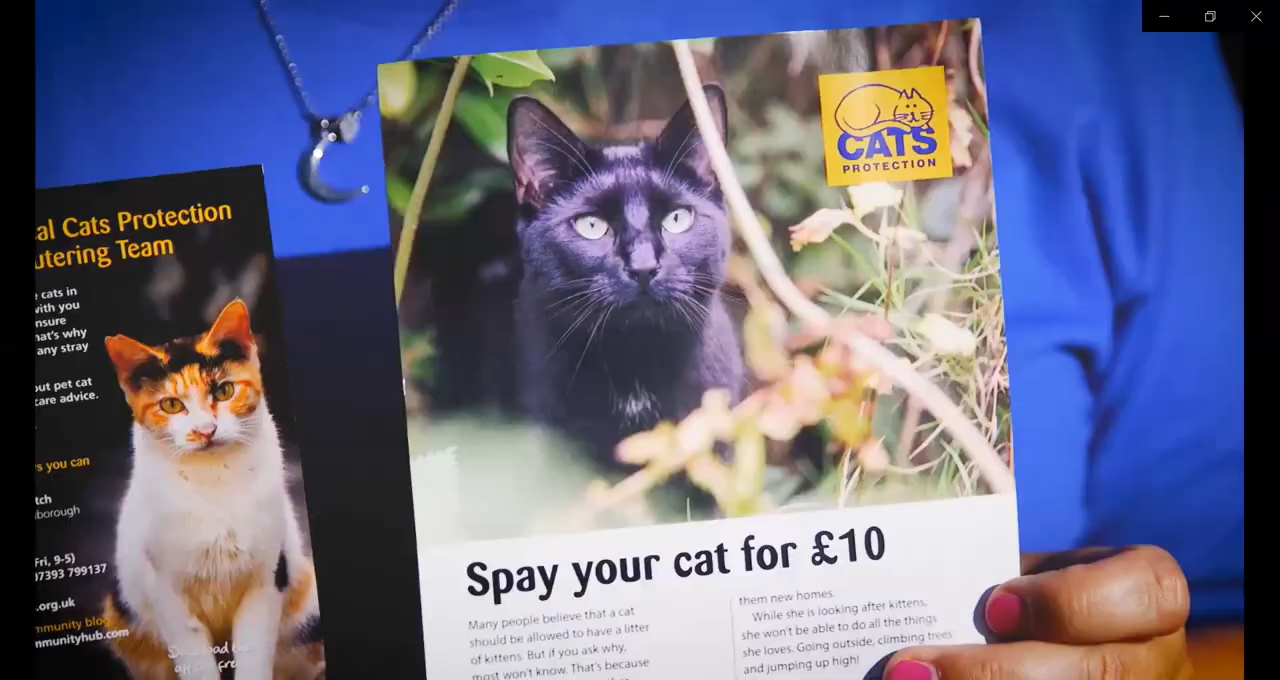 al Cats Protection
utering Team
cats in
with you
nsure
hat's why
any stray
out pet cat
care advice.
s you can
tch
borough
Fri, 9-5)
07393 799137
.org.uk
mmunity blog
mmunityhub.com
CATS
PROTECTION
Spay your cat for £10
Many people believe that a cat
should be allowed to have a litter
of kittens. But if you ask why,
most won't know. That's because
them new homes.
While she is looking after kittens,
she won't be able to do all the things
she loves. Going outside, climbing trees
and jumping up high!